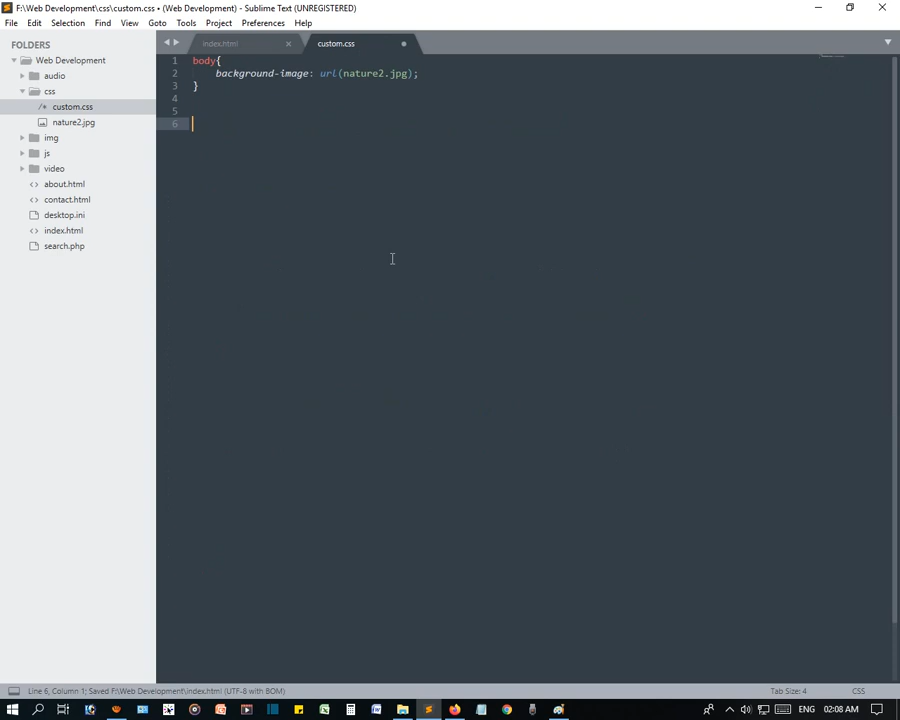 F:\Web Development\css\custom.css • (Web Development) - Sublime Text (UNREGISTERED)
File Edit Selection Find View Goto Tools Project Preferences Help
FOLDERS
Web Development
audio
css
custom.css
nature2.jpg
img
js
video
about.html
contact.html
desktop.ini
index.html
search.php
index.html custom.css
1 body{
2 background-image: url(nature2.jpg);
3 }
4
5
6
Line 6, Column 1; Saved F:\Web Development\index.html (UTF-8 with BOM) Tab Size: 4 CSS
ENG 02:08 AM